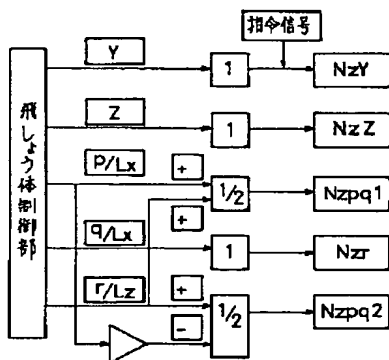 指令信号
Y
1
NzY
Z
1
NzZ
飛しょう体制御部
P/Lx
+
1/2
Nzpq1
+
q/Lx
1
Nzr
r/Lz
+
1/2
Nzpq2
-